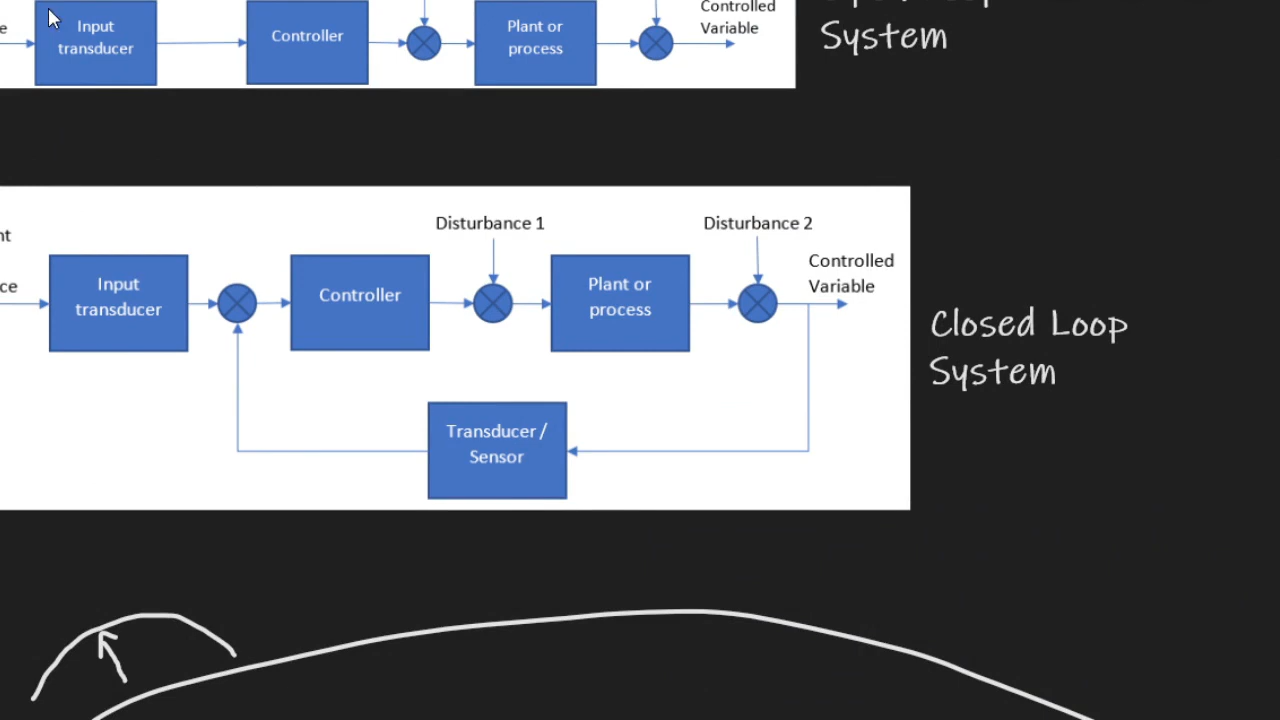 Controlled
Variable
Input
transducer
Controller
Plant or
process
System
Disturbance 1
Disturbance 2
Controlled
Variable
Input
transducer
Controller
Plant or
process
Closed Loop
System
Transducer /
Sensor